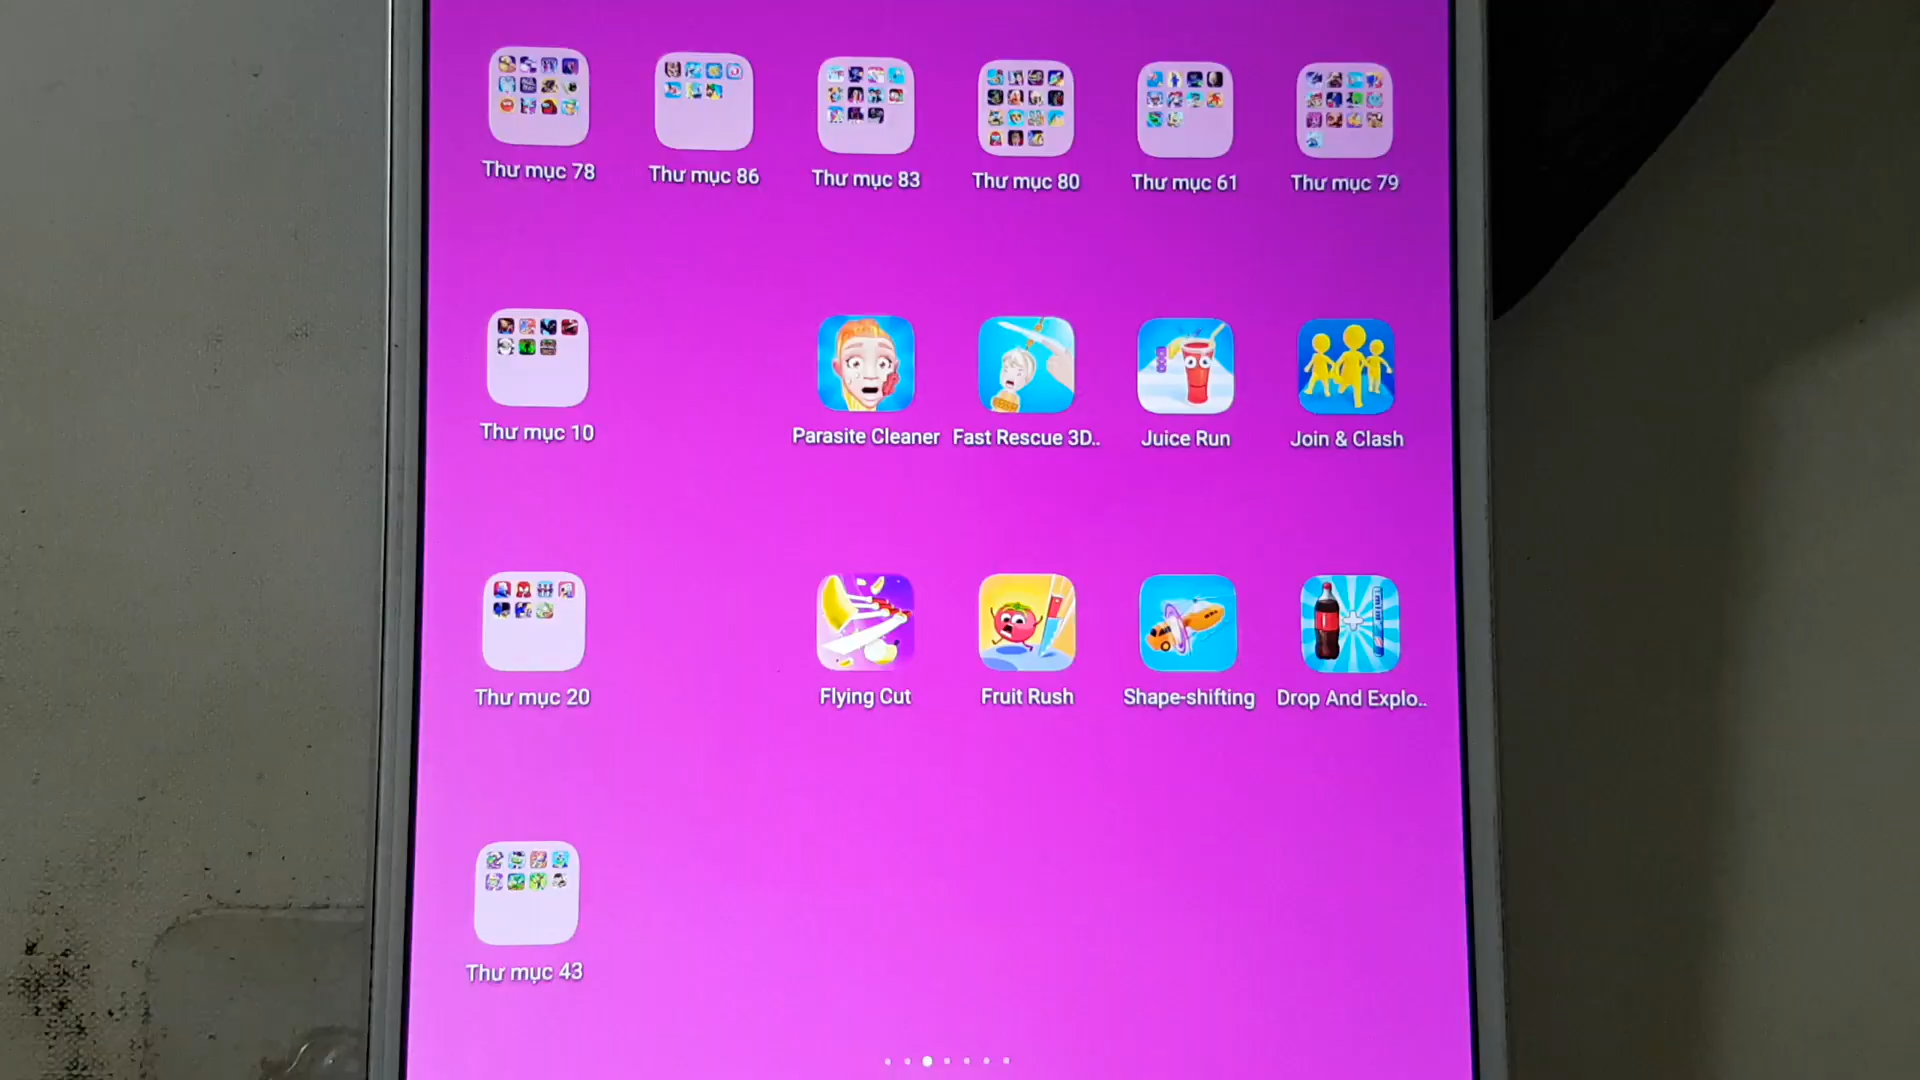 Thư mục 78
Thư mục 86
Thư mục 83
Thư mục 80
Thư mục 61
Thư mục 79
Thư mục 10
Parasite Cleaner
Fast Rescue 3D..
Juice Run
Join & Clash
Thư mục 20
Flying Cut
Fruit Rush
Shape-shifting
Drop And Explo..
Thư mục 43